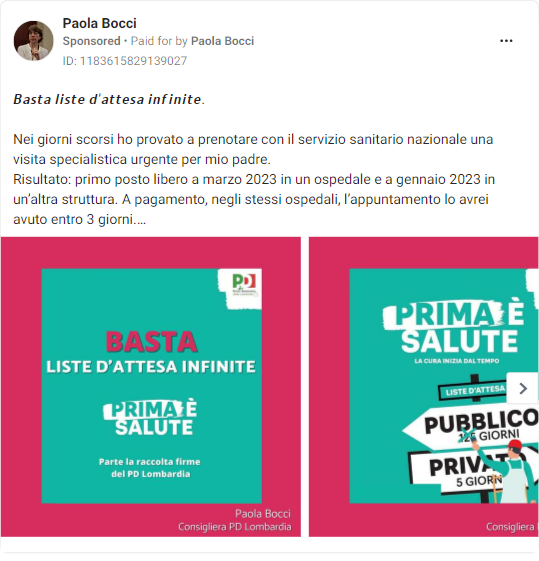 Paola Bocci
Sponsored • Paid for by Paola Bocci
ID: 1183615829139027
Basta liste d'attesa infinite.
Nei giorni scorsi ho provato a prenotare con il servizio sanitario nazionale una
visita specialistica urgente per mio padre.
Risultato: primo posto libero a marzo 2023 in un ospedale e a gennaio 2023 in
un'altra struttura. A pagamento, negli stessi ospedali, l'appuntamento lo avrei
avuto entro 3 giorni....
PD
BASTA
LISTE D'ATTESA INFINITE
PRIMA È
SALUTE
Parte la raccolta firme
del PD Lombardia
Paola Bocci
Consigliera PD Lombardia
PRIMA È
SALUTE
LA CURA INIZIA DAL TEMPO
LISTE D'ATTESA
PUBBLICO
GIORNI
PRIVAT
5 GIORN
Consigliera